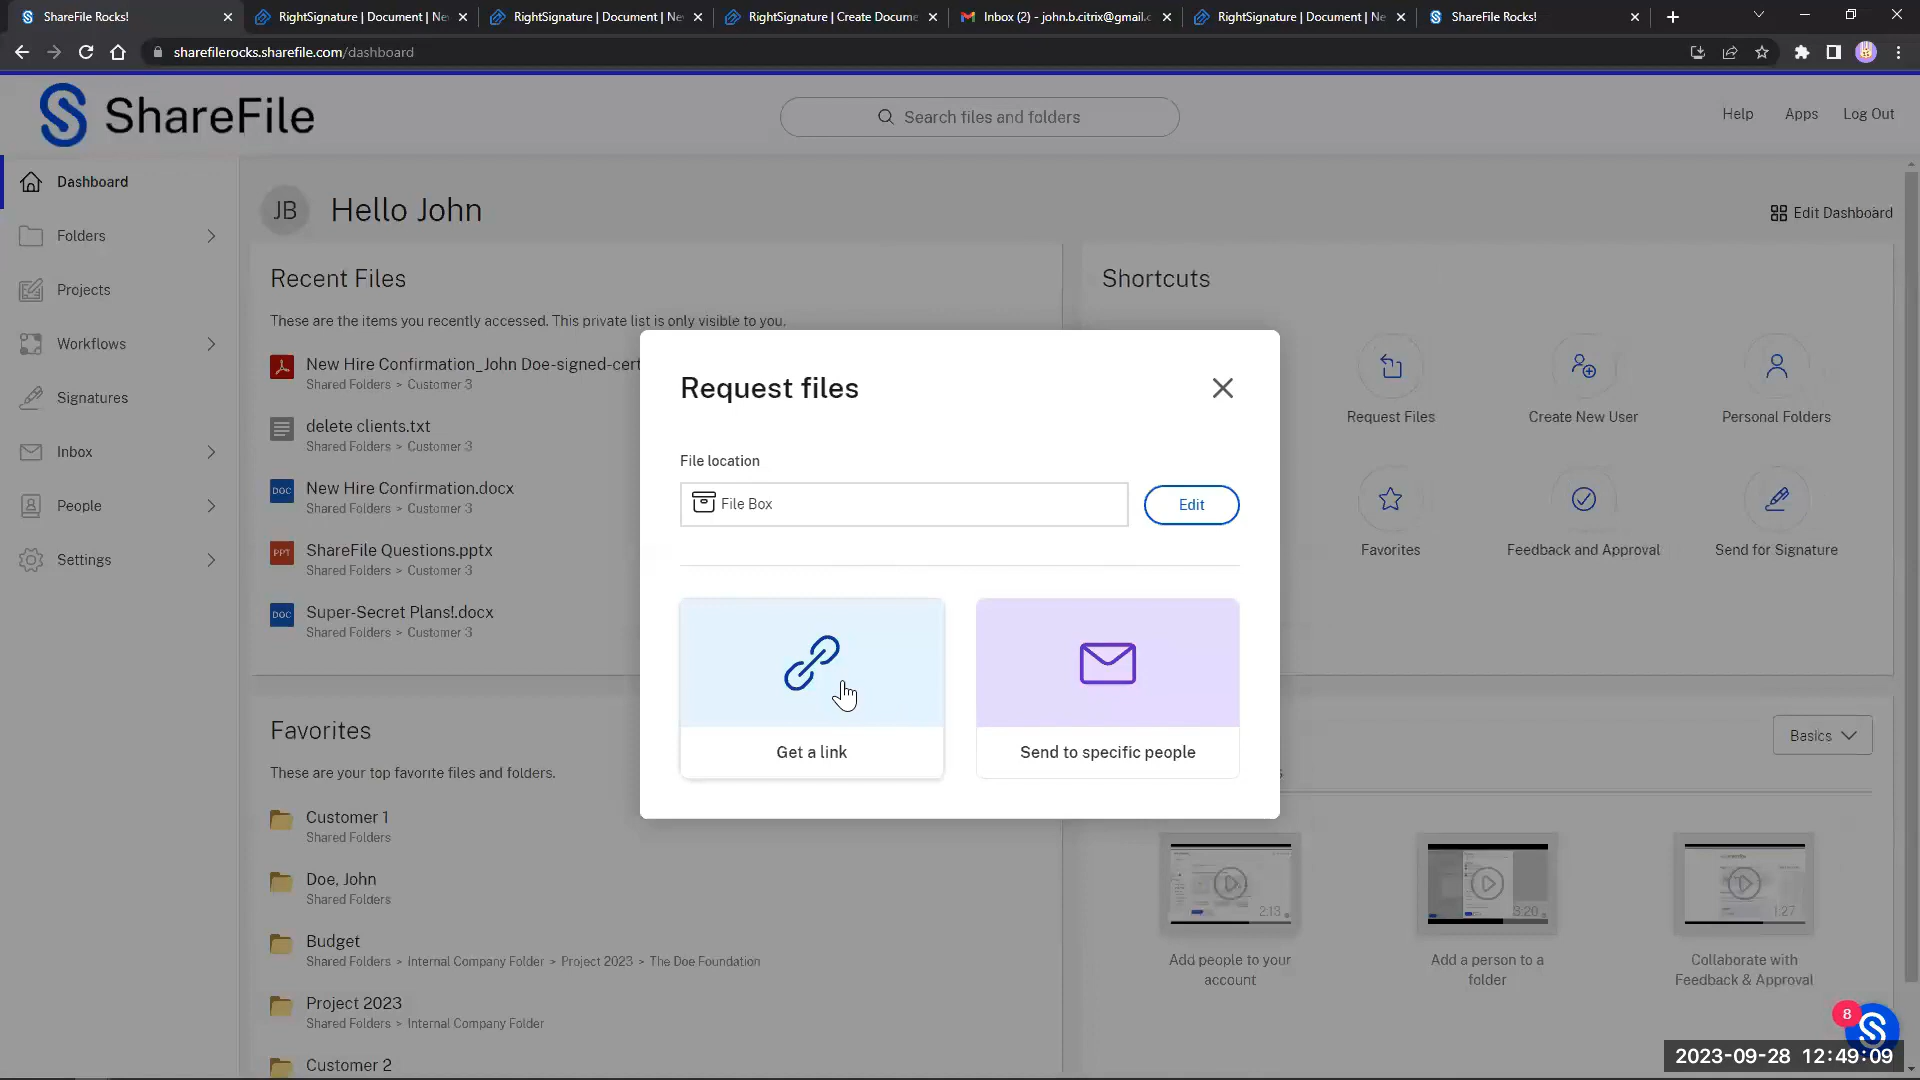 ShareFile Rocks!
RightSignature | Document | Ne
RightSignature | Document | Ne
RightSignature | Create Docume
Inbox (2) - john.b.citrix@gmail.c
RightSignature | Document | Ne
ShareFile Rocks!
sharefilerocks.sharefile.com/dashboard
ShareFile
Search files and folders
Help
Apps
Log Out
Dashboard
Folders
Projects
Workflows
Signatures
Inbox
People
Settings
JB
Hello John
Edit Dashboard
Recent Files
These are the items you recently accessed. This private list is only visible to you.
New Hire Confirmation_John Doe-signed-cert
Shared Folders > Customer 3
delete clients.txt
Shared Folders > Customer 3
DOC
New Hire Confirmation.docx
Shared Folders > Customer 3
PPT
ShareFile Questions.pptx
Shared Folders > Customer 3
DOC
Super-Secret Plans!.docx
Shared Folders > Customer 3
Shortcuts
Request Files
Create New User
Personal Folders
Favorites
Feedback and Approval
Send for Signature
Request files
File location
File Box
Edit
Get a link
Send to specific people
Favorites
These are your top favorite files and folders.
Customer 1
Shared Folders
Doe, John
Shared Folders
Budget
Shared Folders > Internal Company Folder > Project 2023 > The Doe Foundation
Project 2023
Shared Folders > Internal Company Folder
Customer 2
Basics
2:13
3:20
1:27
Add people to your
account
Add a person to a
folder
Collaborate with
Feedback & Approval
8
2023-09-28 12:49:09